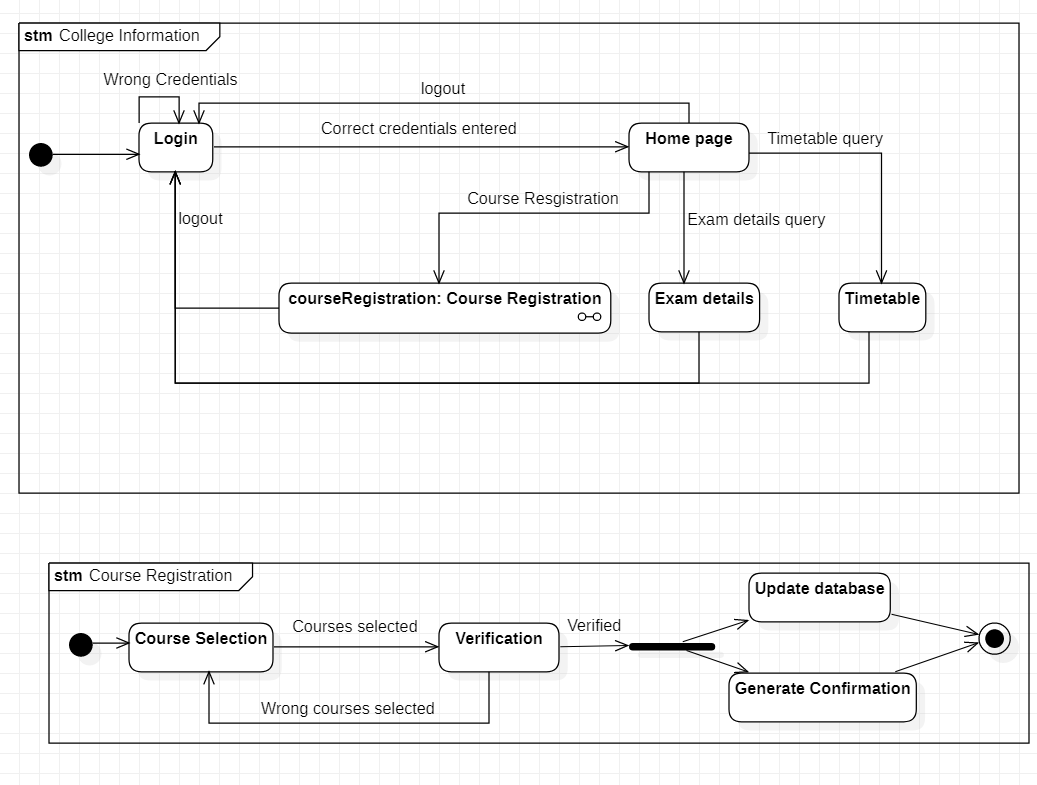 stm College Information
Wrong Credentials
logout
Correct credentials entered
Login
Home page
Timetable query
Course Resgistration
logout
Exam details query
courseRegistration: Course Registration
Exam details
Timetable
stm Course Registration
Update database
Courses selected
Verified
Course Selection
Verification
Generate Confirmation
Wrong courses selected